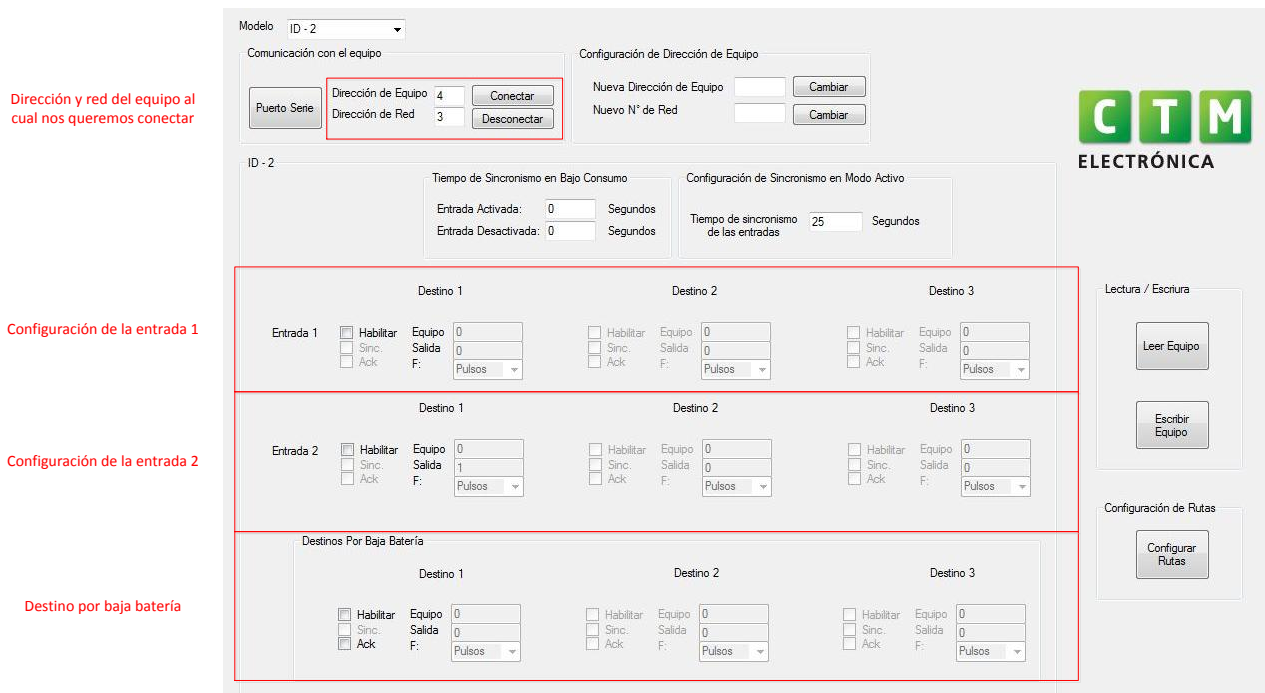 Modelo ID - 2
Comunicación con el equipo
Configuración de Dirección de Equipo
Dirección y red del equipo al
cual nos queremos conectar
Puerto Serie
Dirección de Equipo 4 Conectar
Dirección de Red 3 Desconectar
Nueva Dirección de Equipo Cambiar
Nuevo N° de Red Cambiar
CTM
ELECTRÓNICA
ID - 2
Tiempo de Sincronismo en Bajo Consumo
Entrada Activada: 0 Segundos
Entrada Desactivada: 0 Segundos
Configuración de Sincronismo en Modo Activo
Tiempo de sincronismo
de las entradas
25 Segundos
Configuración de la entrada 1
Destino 1 Destino 2 Destino 3
Entrada 1
Habilitar Equipo 0 Habilitar Equipo 0 Habilitar Equipo 0
Sinc. Salida 0 Sinc. Salida 0 Sinc. Salida 0
Ack F: Pulsos Ack F: Pulsos Ack F: Pulsos
Configuración de la entrada 2
Destino 1 Destino 2 Destino 3
Entrada 2
Habilitar Equipo 0 Habilitar Equipo 0 Habilitar Equipo 0
Sinc. Salida 1 Sinc. Salida 0 Sinc. Salida 0
Ack F: Pulsos Ack F: Pulsos Ack F: Pulsos
Destino por baja batería
Destinos Por Baja Batería
Destino 1 Destino 2 Destino 3
Habilitar Equipo 0 Habilitar Equipo 0 Habilitar Equipo 0
Sinc. Salida 0 Sinc. Salida 0 Sinc. Salida 0
Ack F: Pulsos Ack F: Pulsos Ack F: Pulsos
Lectura / Escriura
Leer Equipo
Escribir
Equipo
Configuración de Rutas
Configurar
Rutas